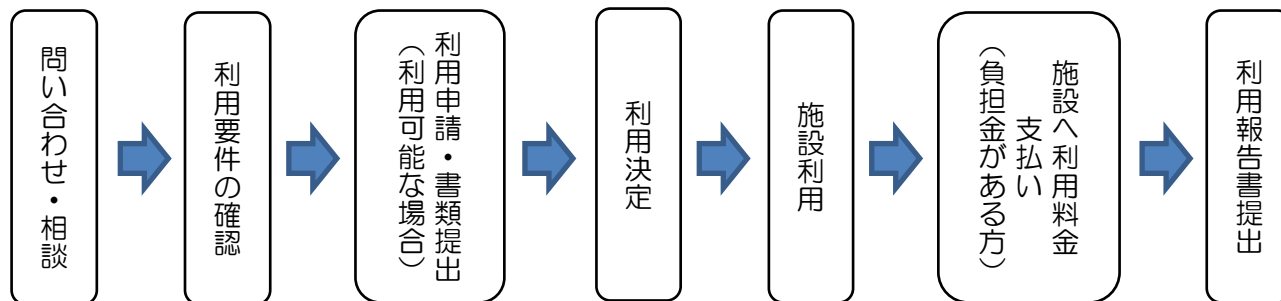 問い合わせ・相談
利用要件の確認
利用申請・書類提出
（利用可能な場合）
利用決定
施設利用
施設へ利用料金
支払い
（負担金がある方）
利用報告書提出